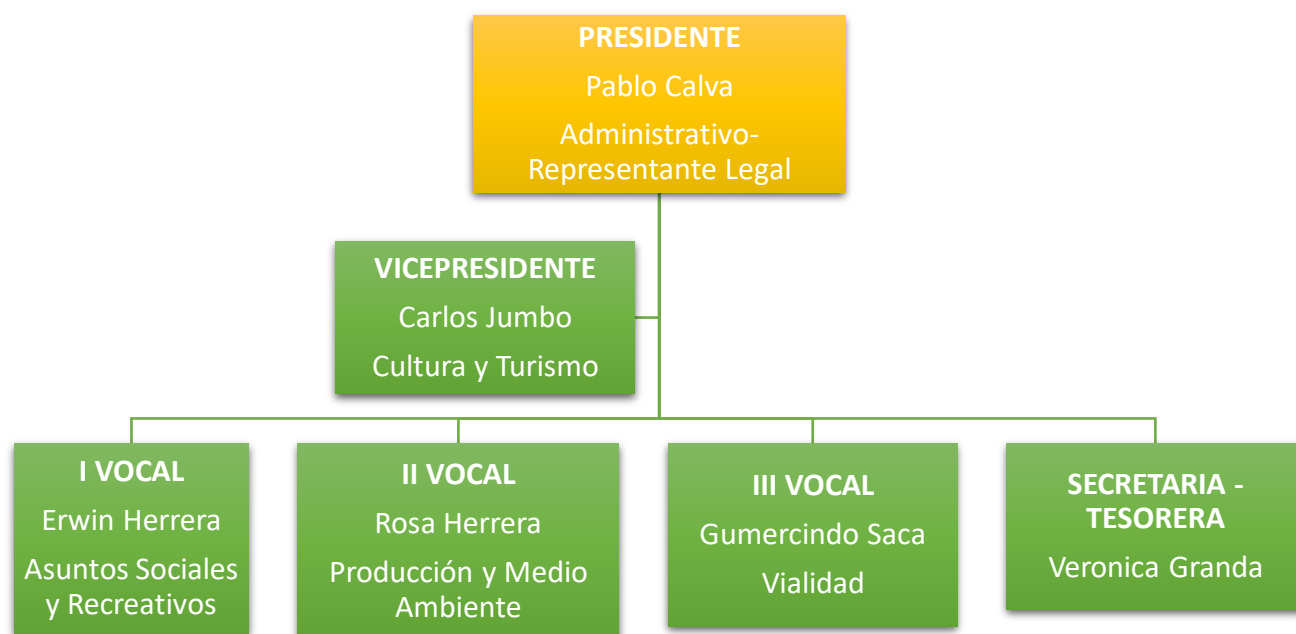 PRESIDENTE
Pablo Calva
Administrativo-
Representante Legal
VICEPRESIDENTE
Carlos Jumbo
Cultura y Turismo
I VOCAL
Erwin Herrera
Asuntos Sociales
y Recreativos
II VOCAL
Rosa Herrera
Producción y Medio
Ambiente
III VOCAL
Gumercindo Saca
Vialidad
SECRETARIA -
TESORERA
Veronica Granda